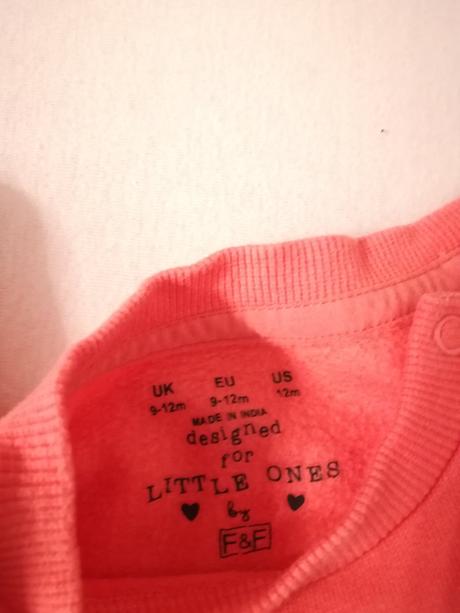 UK EU US
9-12m 9-12m 12m
MADE IN INDIA
designed
for
LITTLE ONES
by
F&F